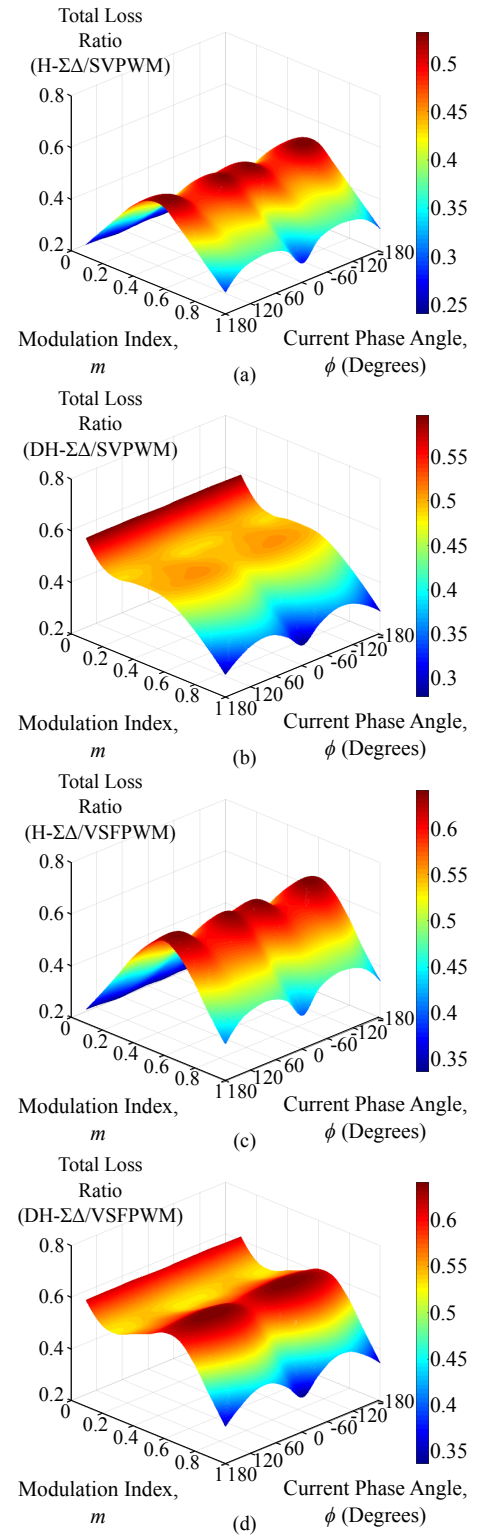 Total Loss
Ratio
(H-ΣΔ/SVPWM)
0.8
0.6
0.4
0.2
0
0.2
0.4
0.6
0.8
1
180
120
60
0
-60
-120
-180
0.5
0.45
0.4
0.35
0.3
0.25
Modulation Index,
m
Current Phase Angle,
ϕ (Degrees)
(a)
Total Loss
Ratio
(DH-ΣΔ/SVPWM)
0.8
0.6
0.4
0.2
0
0.2
0.4
0.6
0.8
1
180
120
60
0
-60
-120
-180
0.55
0.5
0.45
0.4
0.35
0.3
Modulation Index,
m
Current Phase Angle,
ϕ (Degrees)
(b)
Total Loss
Ratio
(H-ΣΔ/VSFPWM)
0.8
0.6
0.4
0.2
0
0.2
0.4
0.6
0.8
1
180
120
60
0
-60
-120
-180
0.6
0.55
0.5
0.45
0.4
0.35
Modulation Index,
m
Current Phase Angle,
ϕ (Degrees)
(c)
Total Loss
Ratio
(DH-ΣΔ/VSFPWM)
0.8
0.6
0.4
0.2
0
0.2
0.4
0.6
0.8
1
180
120
60
0
-60
-120
-180
0.6
0.55
0.5
0.45
0.4
0.35
Modulation Index,
m
Current Phase Angle,
ϕ (Degrees)
(d)